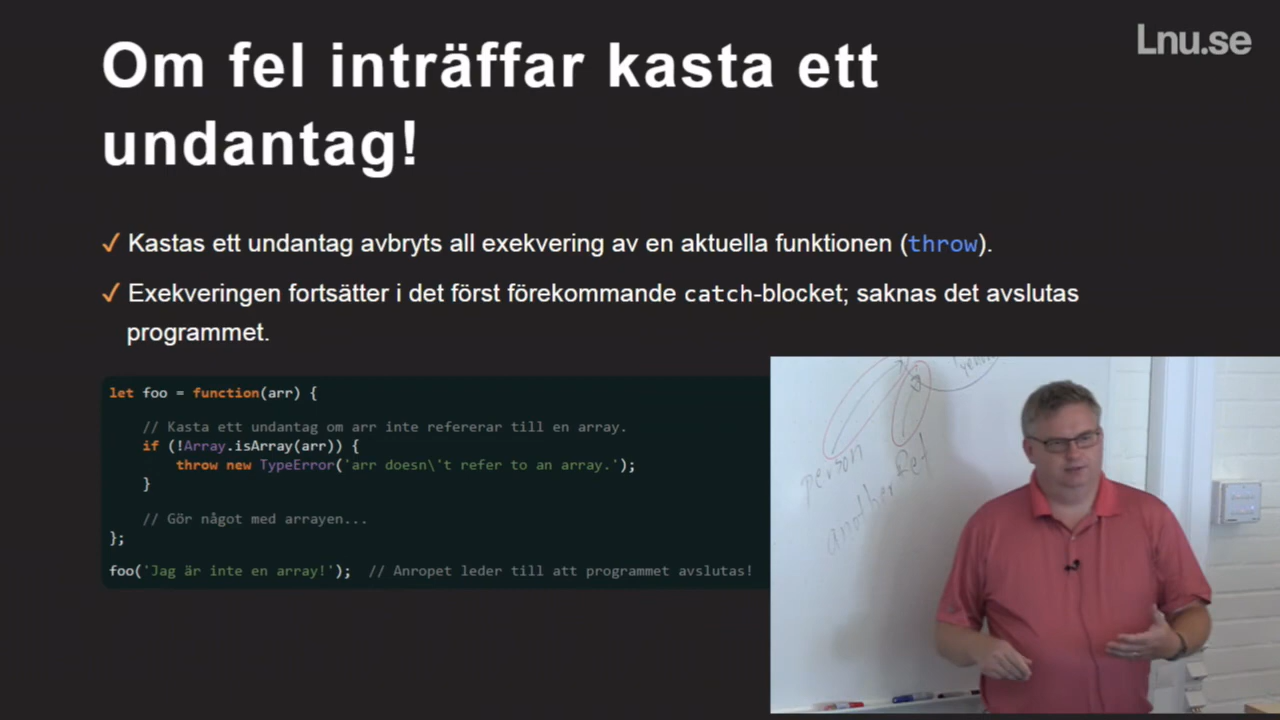 Lnu.se
Om fel inträffar kasta ett
undantag!
✓ Kastas ett undantag avbryts all exekvering av en aktuella funktionen (throw).
✓ Exekveringen fortsätter i det först förekommande catch-blocket; saknas det avslutas
programmet.
let foo = function(arr) {
// Kasta ett undantag om arr inte refererar till en array.
if (!Array.isArray(arr)) {
throw new TypeError('arr doesn\'t refer to an array.');
}
// Gör något med arrayen...
};
foo('Jag är inte en array!'); // Anropet leder till att programmet avslutas!
person
another